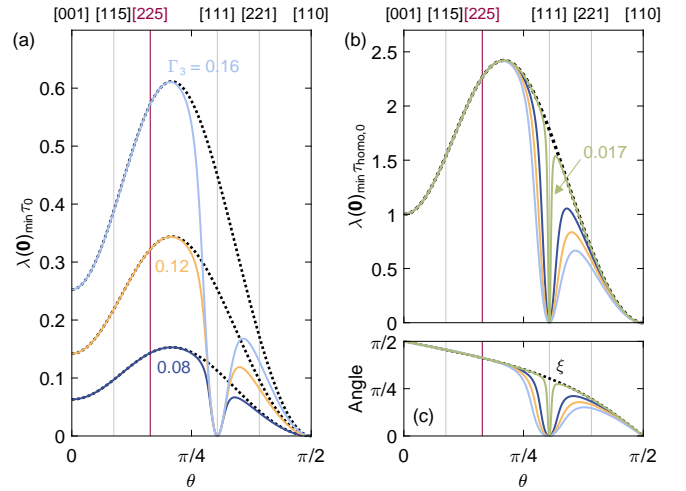 [001] [115] [225] [111] [221] [110]
(a)
Γ₃ = 0.16
0.12
0.08
0.6
0.5
0.4
0.3
0.2
0.1
0
λ(0)min τ0
0 π/4 π/2
θ
[001] [115] [225] [111] [221] [110]
(b)
0.017
2.5
2
1.5
1
0.5
0
λ(0)min τhomo,0
π/2
π/4
0
Angle
ξ
(c)
0 π/4 π/2
θ